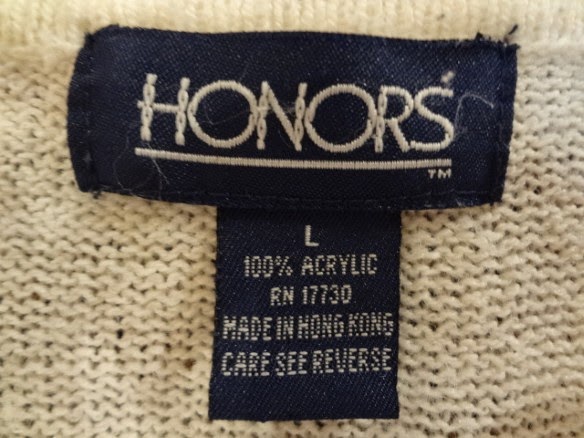 HONORS
TM
L
100% ACRYLIC
RN 17730
MADE IN HONG KONG
CARE SEE REVERSE